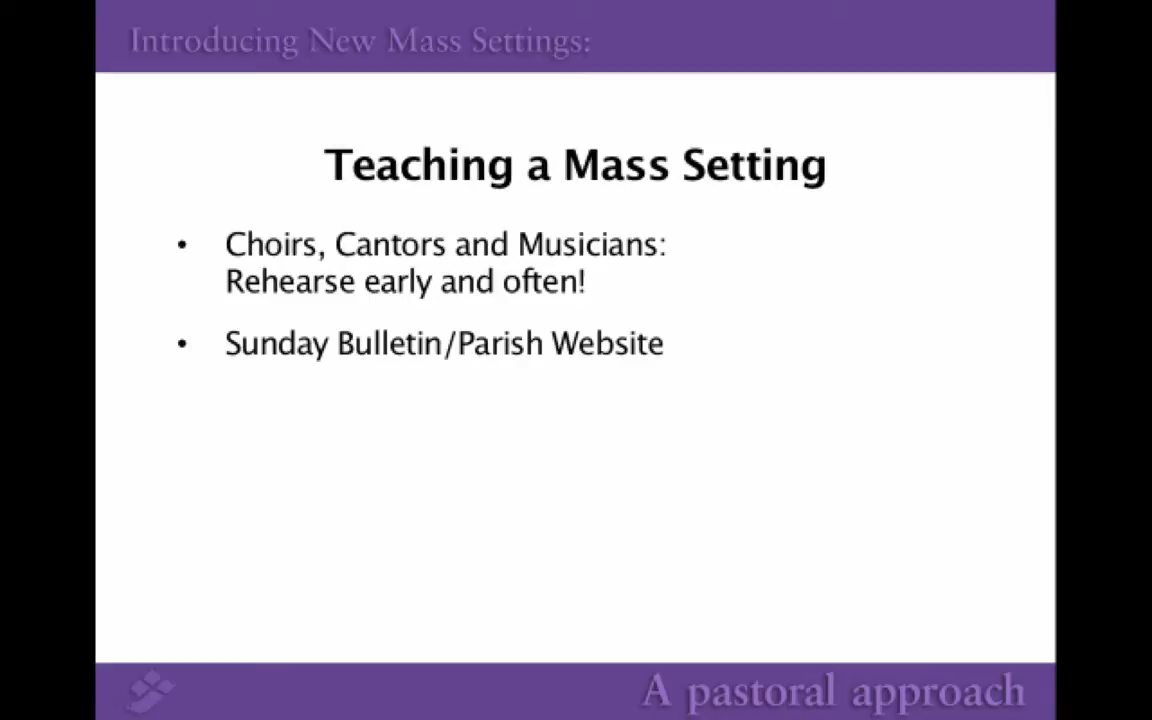 Introducing New Mass Settings:
Teaching a Mass Setting
• Choirs, Cantors and Musicians:
Rehearse early and often!
• Sunday Bulletin/Parish Website
A pastoral approach